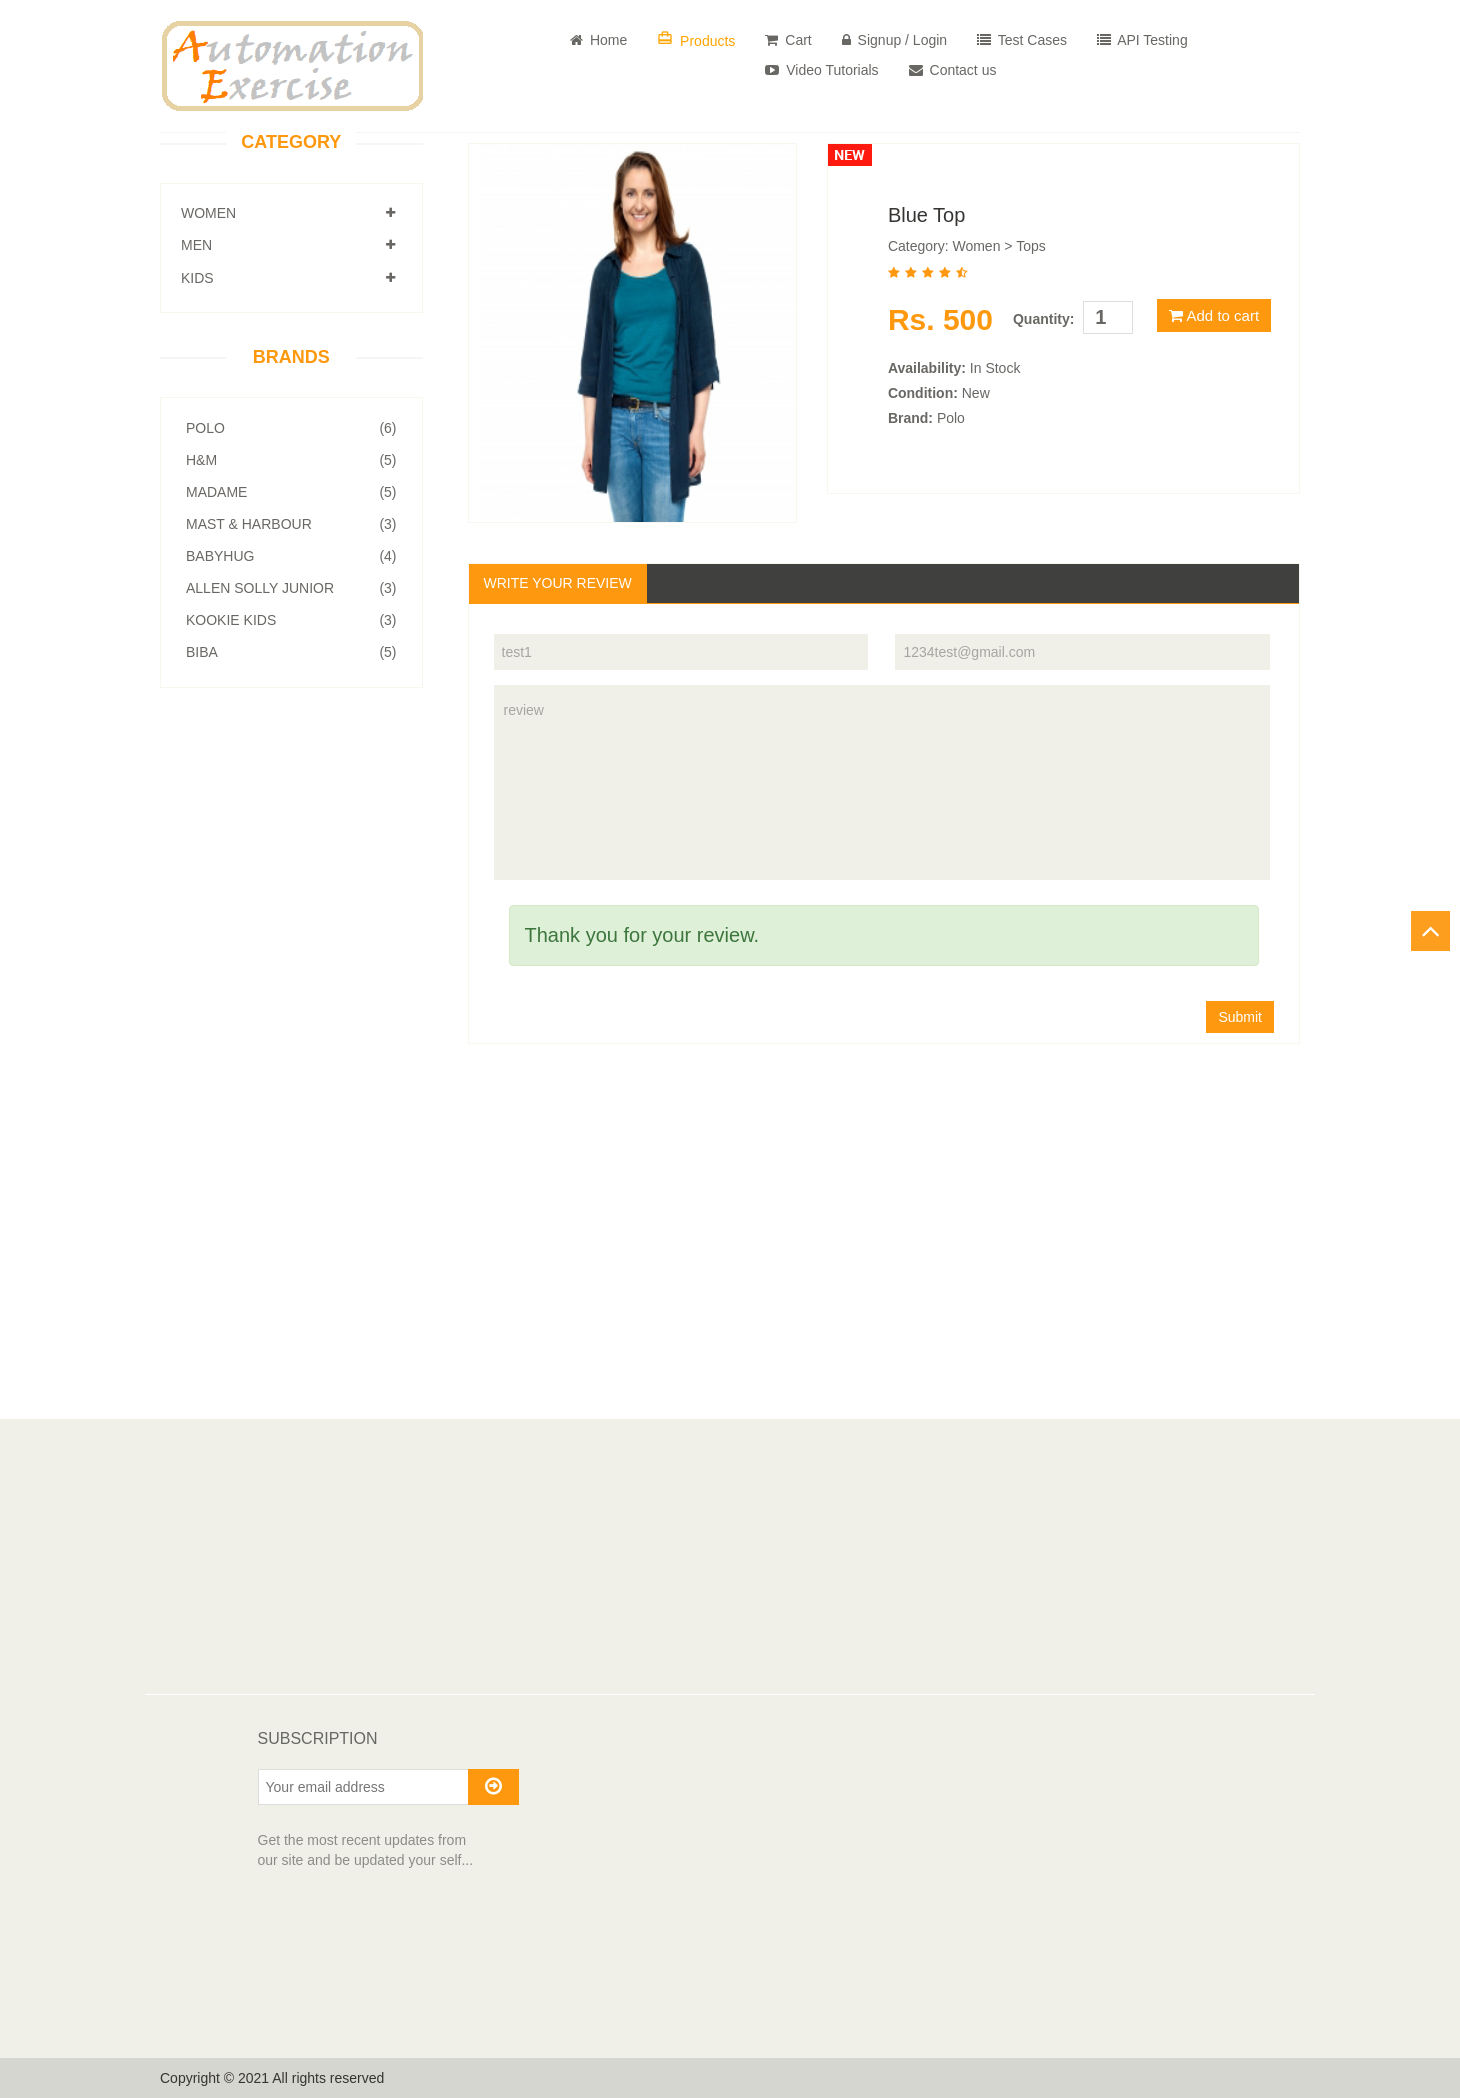 Automation
Exercise
Home
Products
Cart
Signup / Login
Test Cases
API Testing
Video Tutorials
Contact us
CATEGORY
WOMEN
MEN
KIDS
BRANDS
POLO (6)
H&M (5)
MADAME (5)
MAST & HARBOUR (3)
BABYHUG (4)
ALLEN SOLLY JUNIOR (3)
KOOKIE KIDS (3)
BIBA (5)
NEW
Blue Top
Category: Women > Tops
Rs. 500 Quantity: 1 Add to cart
Availability: In Stock
Condition: New
Brand: Polo
WRITE YOUR REVIEW
test1 1234test@gmail.com
review
Thank you for your review.
Submit
SUBSCRIPTION
Your email address
Get the most recent updates from
our site and be updated your self...
Copyright © 2021 All rights reserved